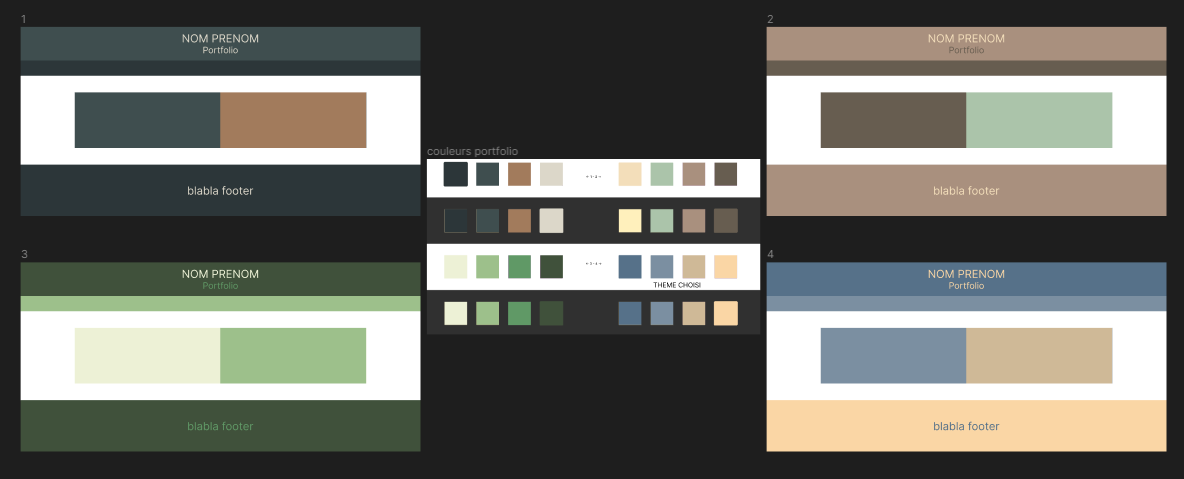 1
NOM PRENOM
Portfolio
blabla footer
2
NOM PRENOM
Portfolio
blabla footer
couleurs portfolio
THEME CHOISI
3
NOM PRENOM
Portfolio
blabla footer
4
NOM PRENOM
Portfolio
blabla footer